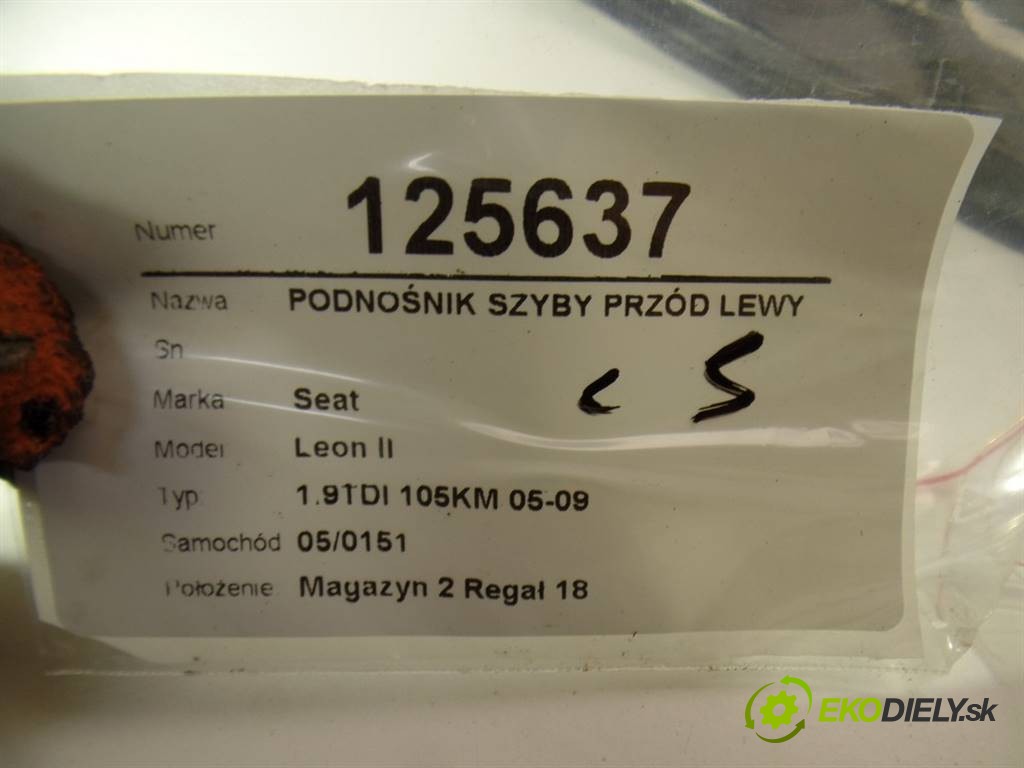 Numer 125637
Nazwa PODNOŚNIK SZYBY PRZÓD LEWY
Sn
Marka Seat
Model Leon II
Typ 1.9TDI 105KM 05-09
Samochód 05/0151
Położenie Magazyn 2 Regał 18
EKODIELY.sk